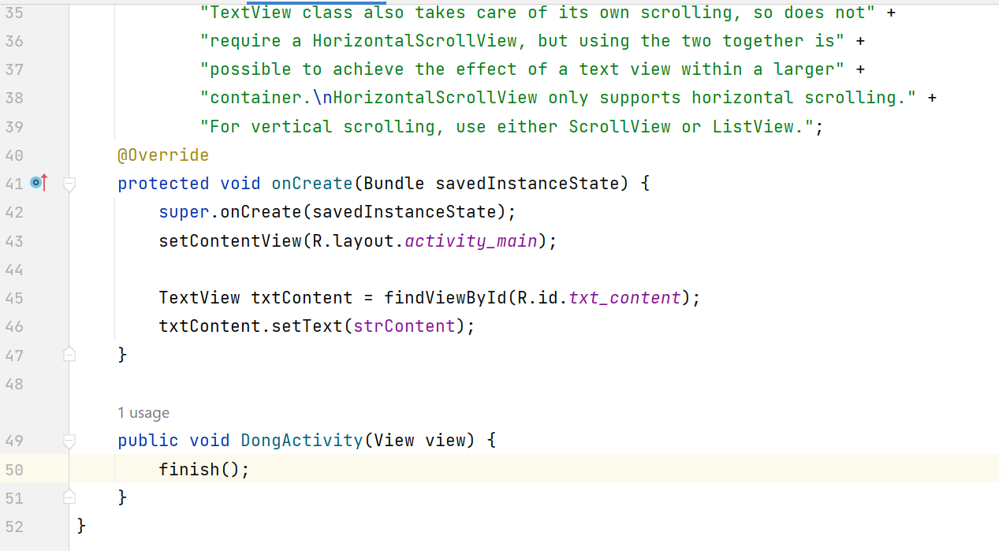 35 "TextView class also takes care of its own scrolling, so does not" +
36 "require a HorizontalScrollView, but using the two together is" +
37 "possible to achieve the effect of a text view within a larger" +
38 "container.\nHorizontalScrollView only supports horizontal scrolling." +
39 "For vertical scrolling, use either ScrollView or ListView.";
40 @Override
41 protected void onCreate(Bundle savedInstanceState) {
42 super.onCreate(savedInstanceState);
43 setContentView(R.layout.activity_main);
44
45 TextView txtContent = findViewById(R.id.txt_content);
46 txtContent.setText(strContent);
47 }
48
1 usage
49 public void DongActivity(View view) {
50 finish();
51 }
52 }